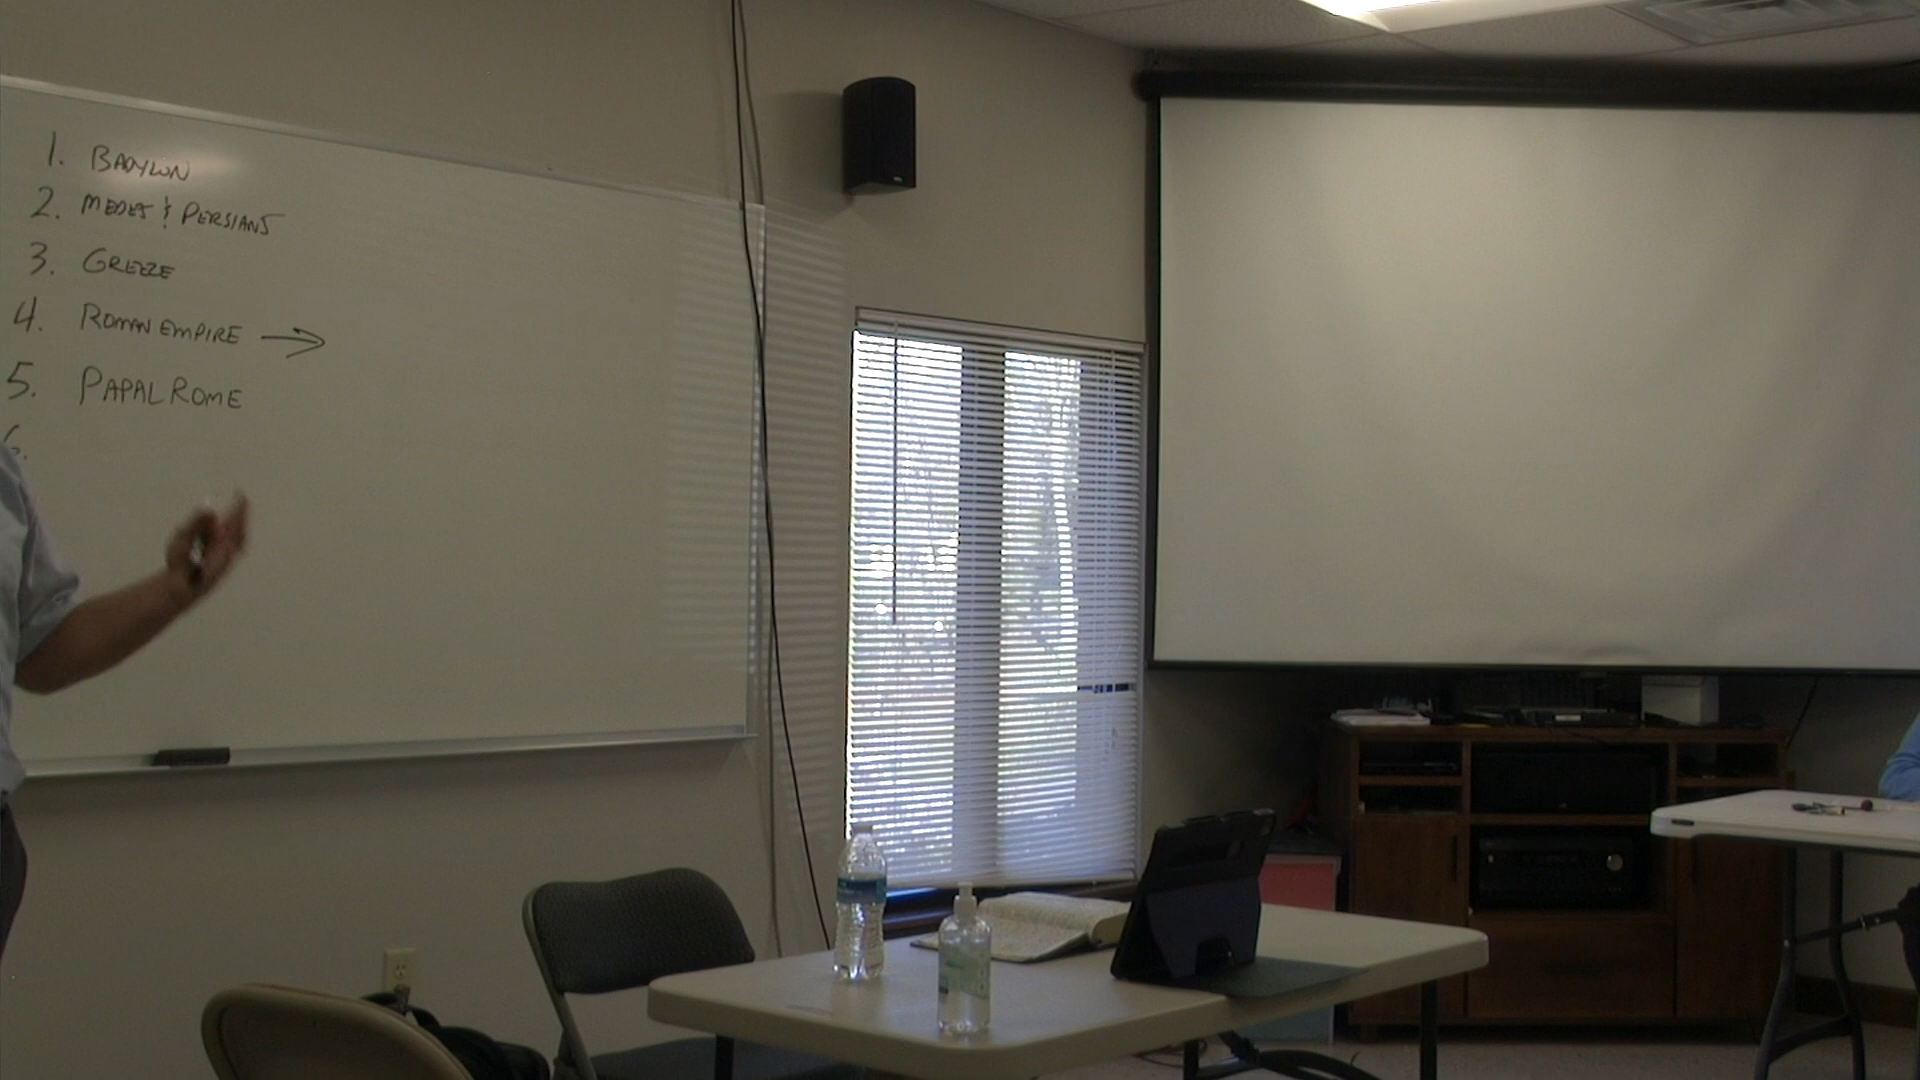 1. BABYLON
2. MEDES & PERSIANS
3. GREECE
4. ROMAN EMPIRE →
5. PAPAL ROME
6.